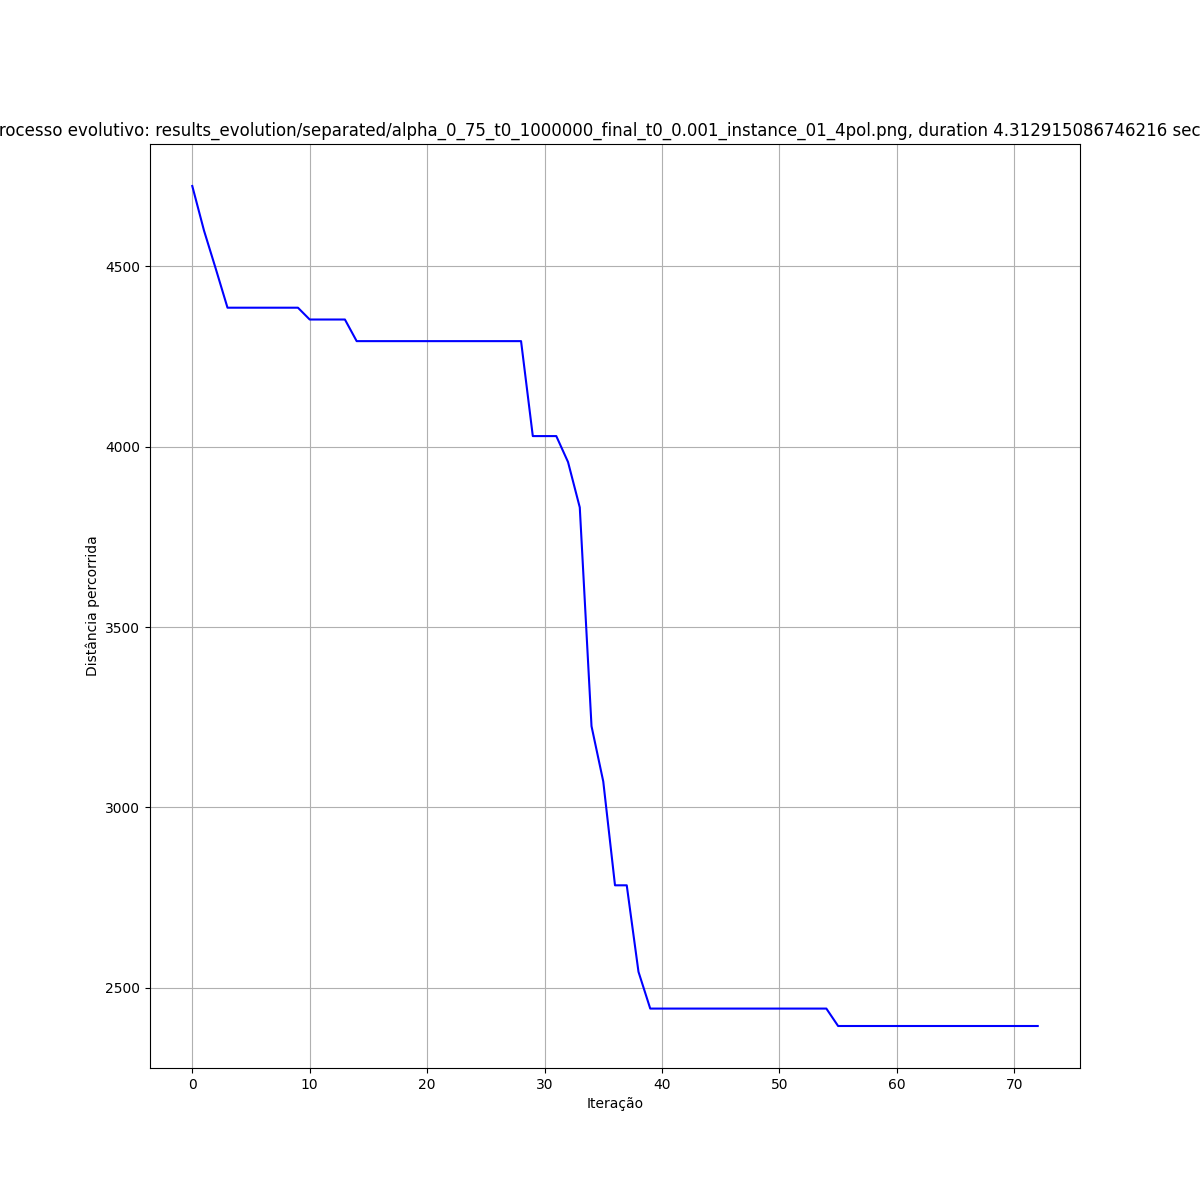 rocesso evolutivo: results_evolution/separated/alpha_0_75_t0_1000000_final_t0_0.001_instance_01_4pol.png, duration 4.312915086746216 sec
4500
4000
3500
3000
2500
Distância percorrida
0 10 20 30 40 50 60 70
Iteração